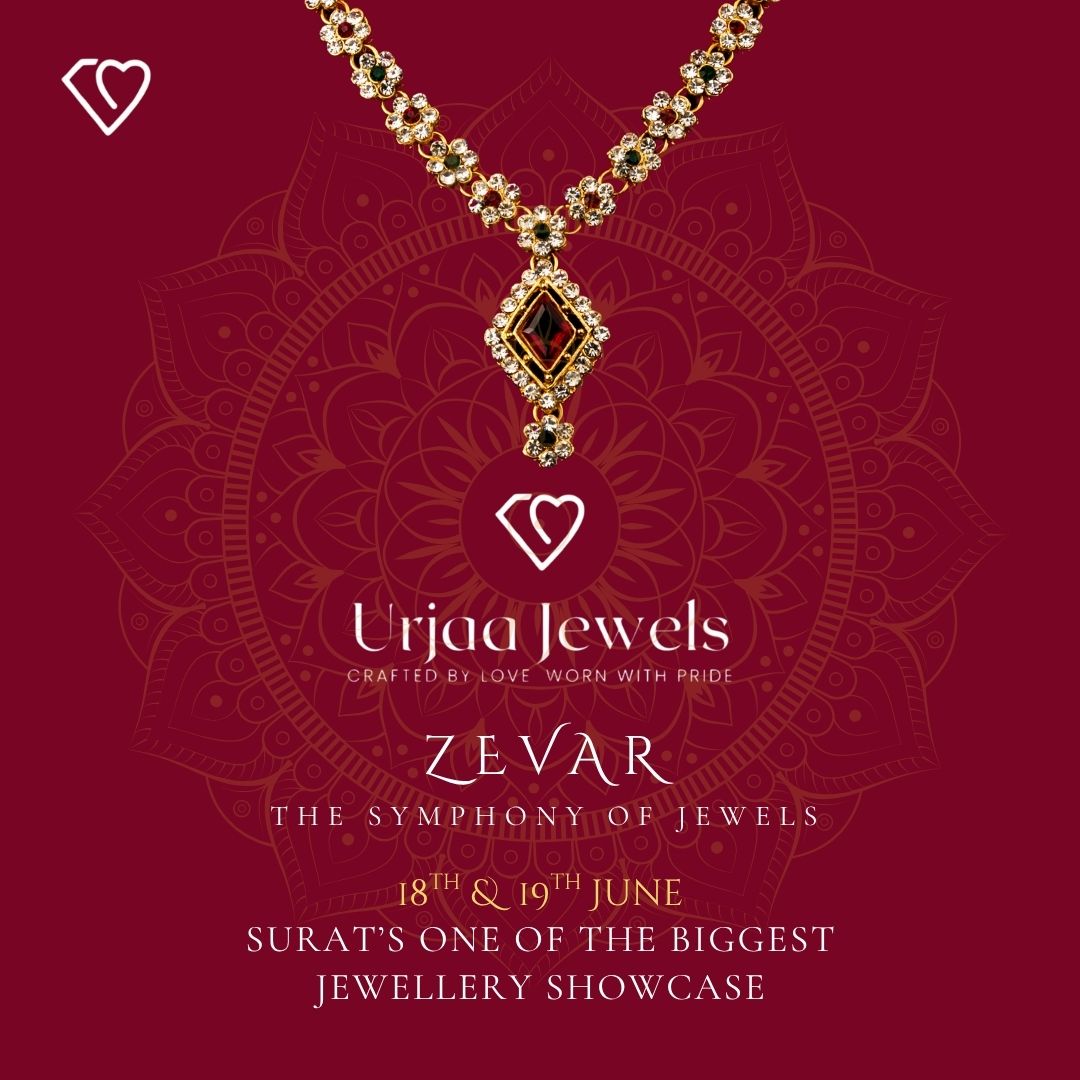 Urjaa Jewels
CRAFTED BY LOVE WORN WITH PRIDE
ZEVAR
THE SYMPHONY OF JEWELS
18TH & 19TH JUNE
SURAT'S ONE OF THE BIGGEST
JEWELLERY SHOWCASE